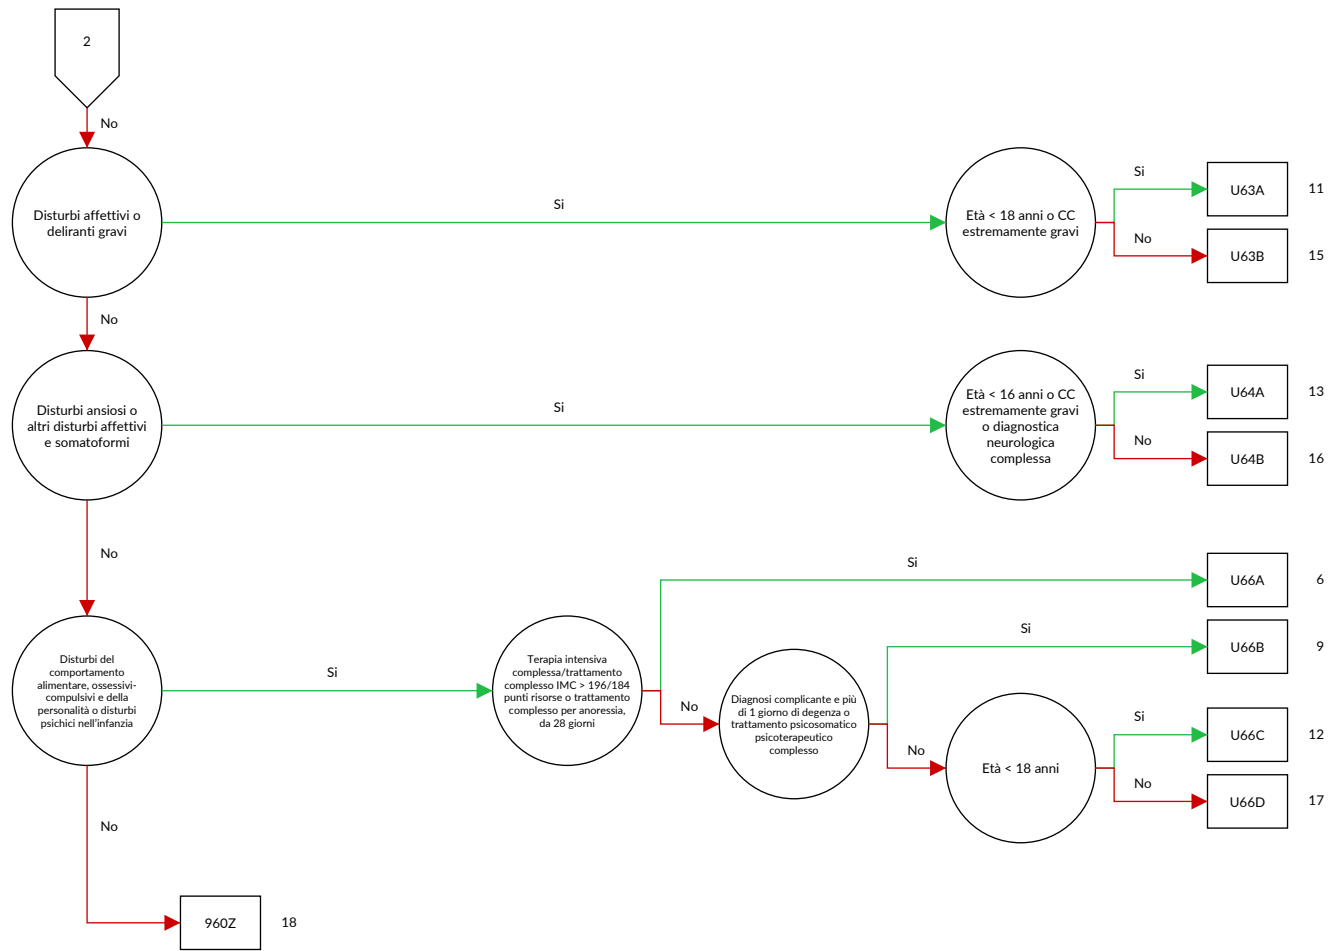 2
No
Disturbi affettivi o
deliranti gravi
Si
Età < 18 anni o CC
estremamente gravi
Si
U63A
11
No
U63B
15
No
Disturbi ansiosi o
altri disturbi affettivi
e somatoformi
Si
Età < 16 anni o CC
estremamente gravi
o diagnostica
neurologica
complessa
Si
U64A
13
No
U64B
16
No
Disturbi del
comportamento
alimentare, ossessivi-
compulsivi e della
personalità o disturbi
psichici nell'infanzia
Si
Terapia intensiva
complessa/trattamento
complesso IMC > 196/184
punti risorse o trattamento
complesso per anoressia,
da 28 giorni
Si
U66A
6
No
Diagnosi complicante e più
di 1 giorno di degenza o
trattamento psicosomatico
psicoterapeutico
complesso
Si
U66B
9
No
Età < 18 anni
Si
U66C
12
No
U66D
17
No
960Z
18